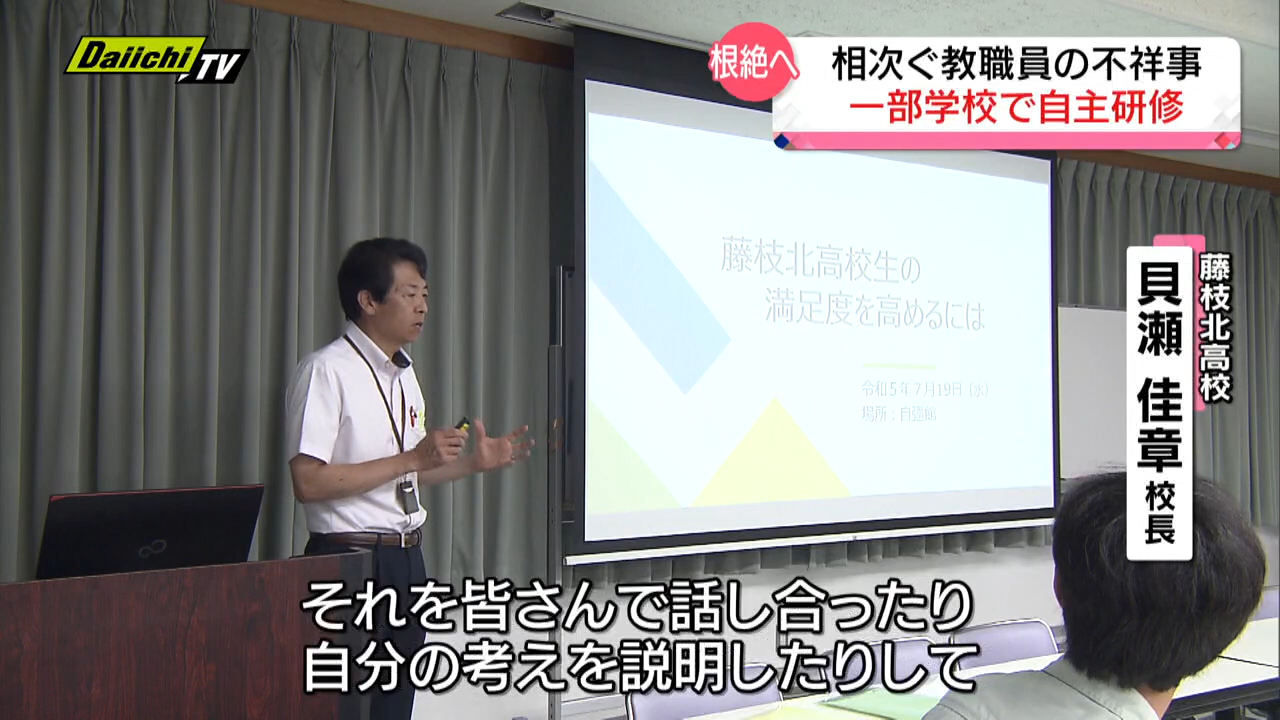 Daiichi-TV
根絶へ
相次ぐ教職員の不祥事
一部学校で自主研修
藤枝北高校
貝瀬 佳章 校長
藤枝北高校生の
満足度を高めるには
令和5年7月19日（水）
場所：白強館
それを皆さんで話し合ったり
自分の考えを説明したりして